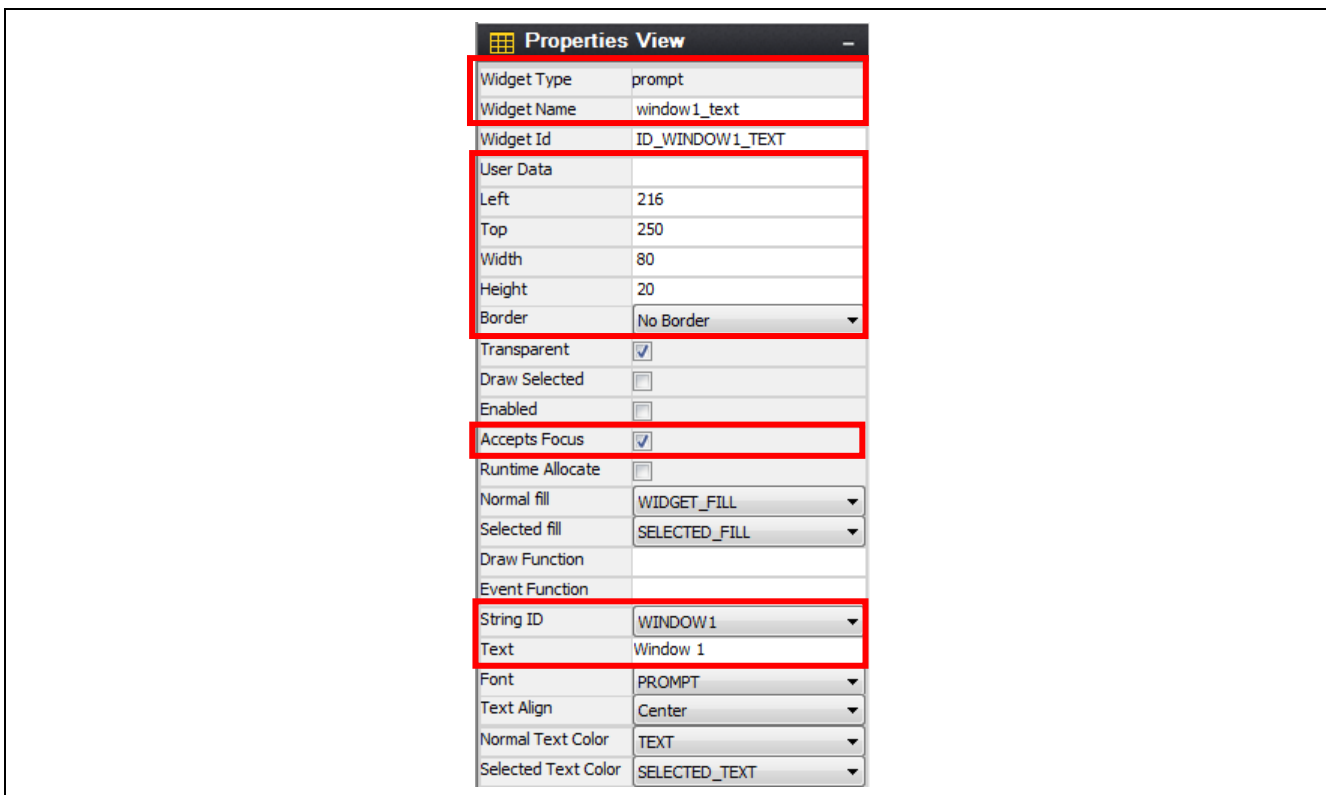 Properties View –
Widget Type prompt
Widget Name window1_text
Widget Id ID_WINDOW1_TEXT
User Data
Left 216
Top 250
Width 80
Height 20
Border No Border
Transparent
Draw Selected
Enabled
Accepts Focus
Runtime Allocate
Normal fill WIDGET_FILL
Selected fill SELECTED_FILL
Draw Function
Event Function
String ID WINDOW1
Text Window 1
Font PROMPT
Text Align Center
Normal Text Color TEXT
Selected Text Color SELECTED_TEXT